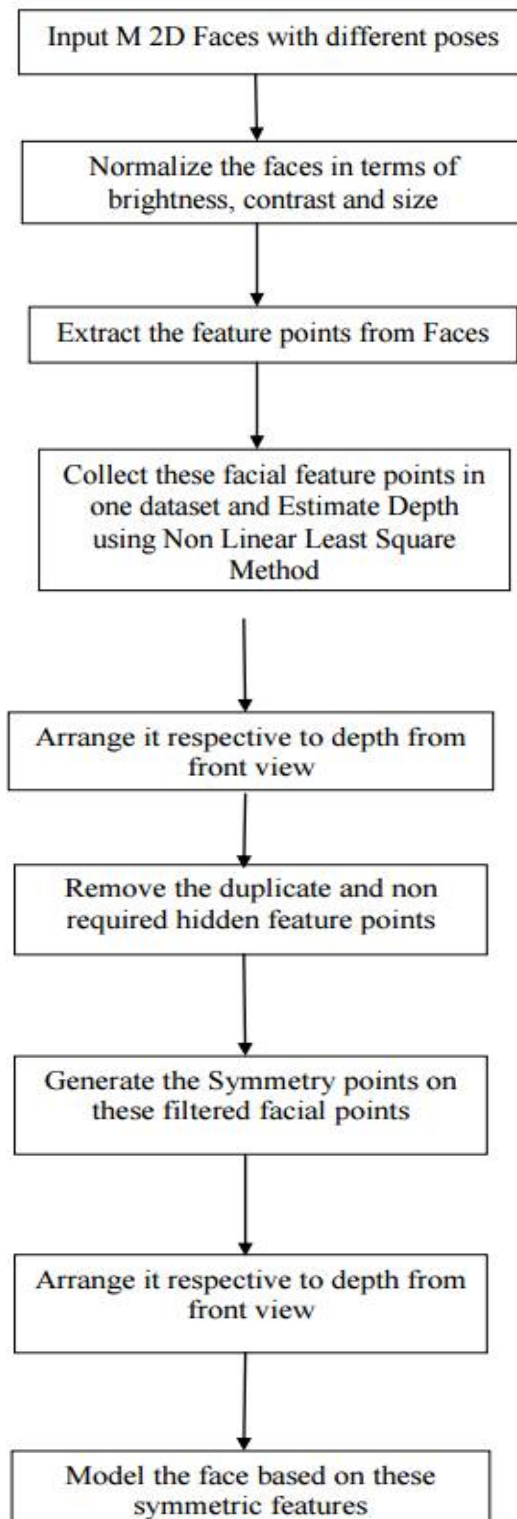 Input M 2D Faces with different poses
Normalize the faces in terms of
brightness, contrast and size
Extract the feature points from Faces
Collect these facial feature points in
one dataset and Estimate Depth
using Non Linear Least Square
Method
Arrange it respective to depth from
front view
Remove the duplicate and non
required hidden feature points
Generate the Symmetry points on
these filtered facial points
Arrange it respective to depth from
front view
Model the face based on these
symmetric features